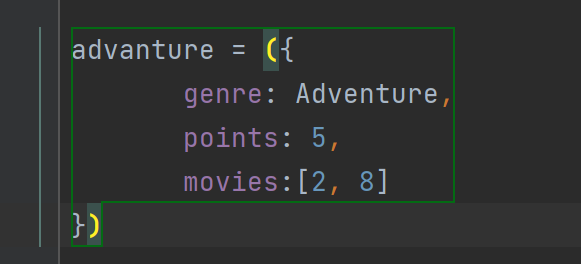 advanture = ({
genre: Adventure,
points: 5,
movies:[2, 8]
})